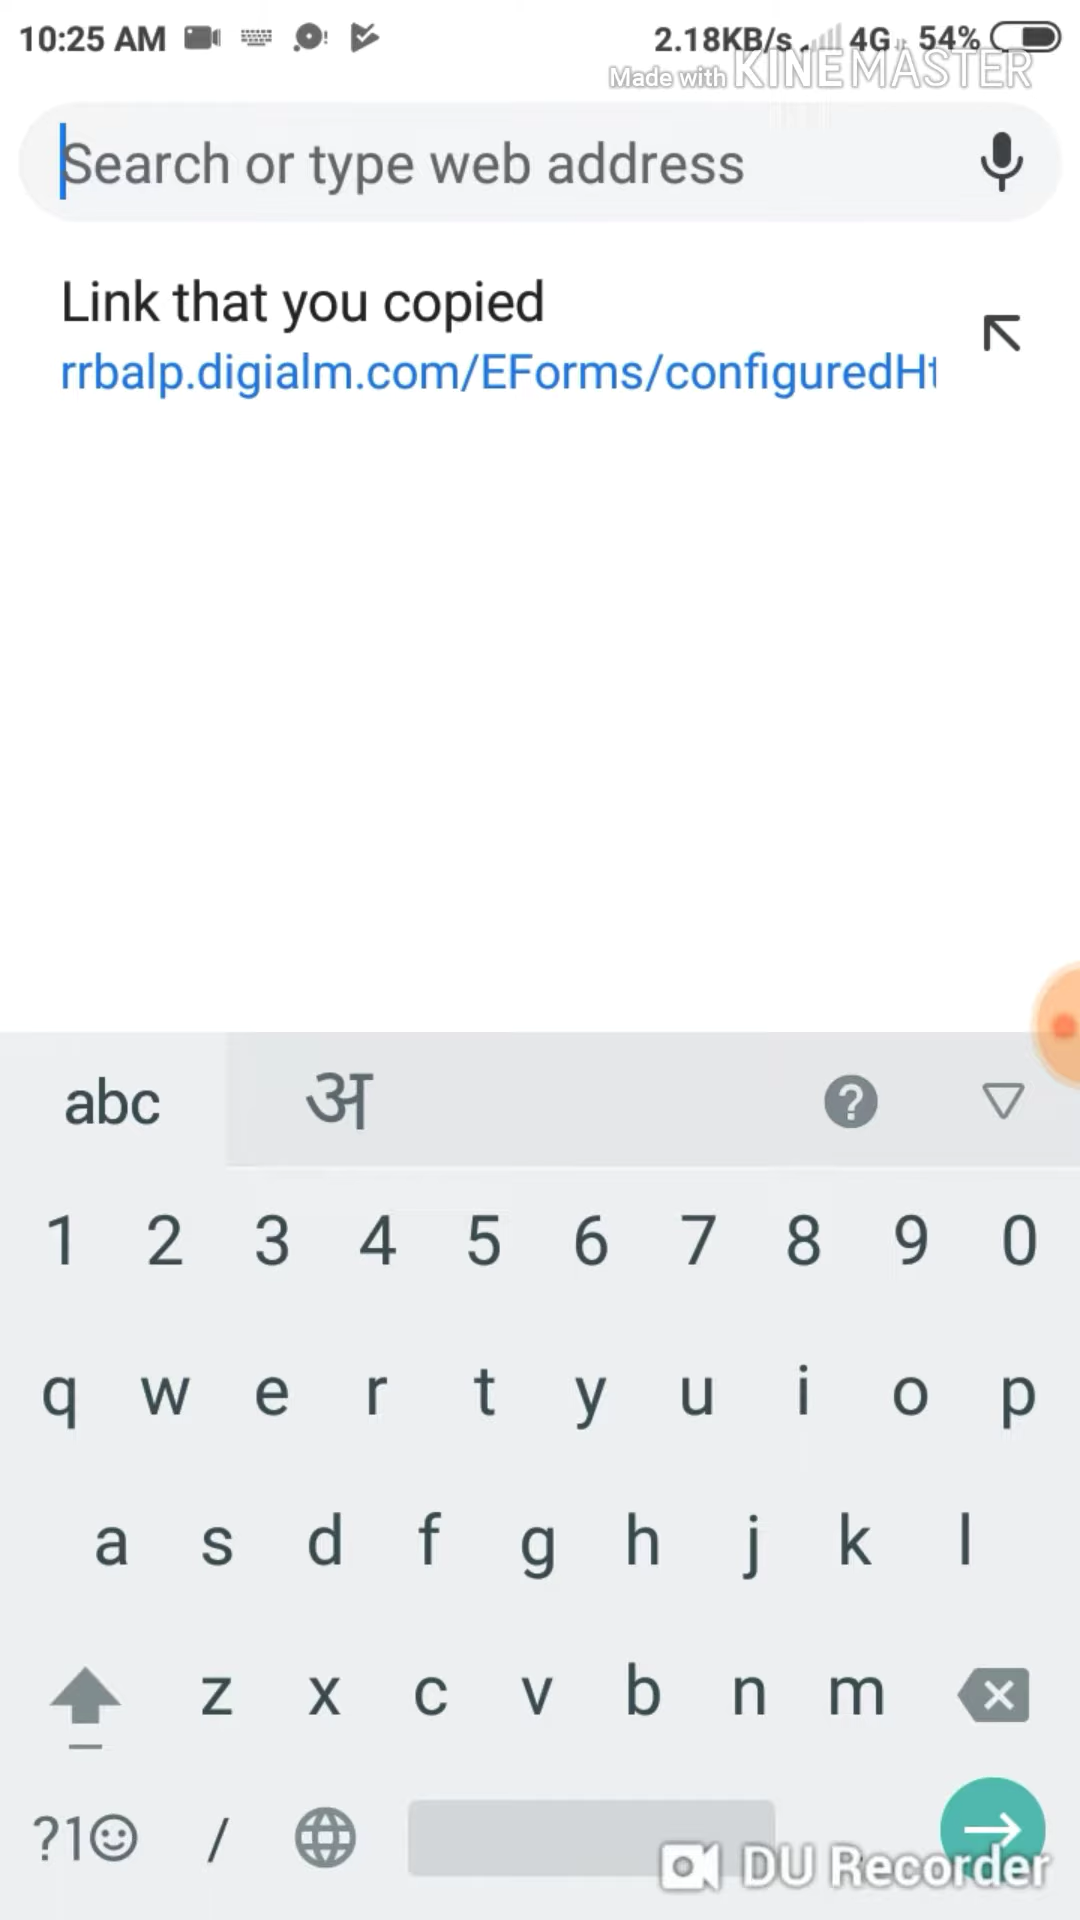 10:25 AM 2.18KB/s 4G 54%
Made with KINEMASTER
Search or type web address
Link that you copied
rrbalp.digialm.com/EForms/configuredHt
abc अ ?
1 2 3 4 5 6 7 8 9 0
q w e r t y u i o p
a s d f g h j k l
z x c v b n m
?1 /
DU Recorder